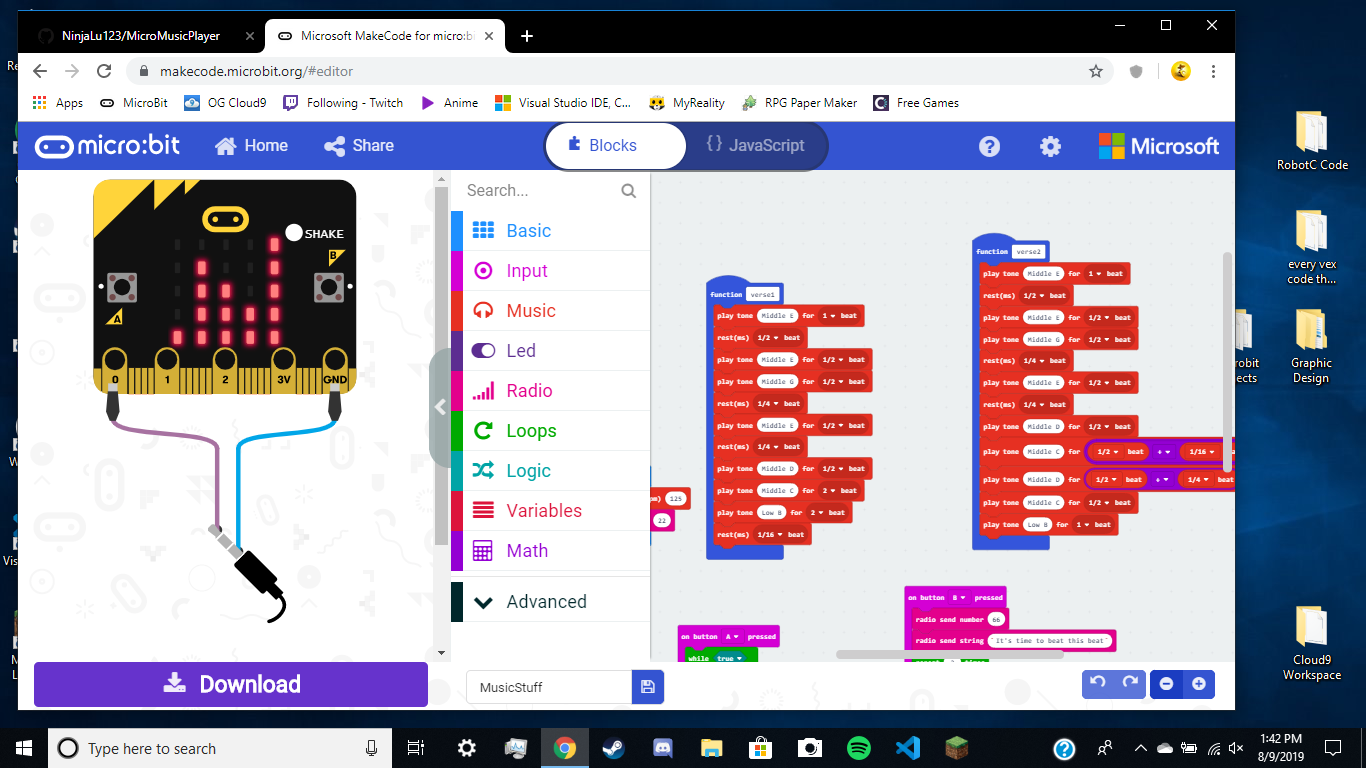 NinjaLu123/MicroMusicPlayer
Microsoft MakeCode for micro:bi
makecode.microbit.org/#editor
Apps
MicroBit
OG Cloud9
Following - Twitch
Anime
Visual Studio IDE, C...
MyReality
RPG Paper Maker
Free Games
micro:bit
Home
Share
Blocks
{} JavaScript
Microsoft
SHAKE
B
A
0 1 2 3V GND
Search...
Basic
Input
Music
Led
Radio
Loops
Logic
Variables
Math
Advanced
125
22
function verse1
play tone Middle E for 1 beat
rest(ms) 1/2 beat
play tone Middle E for 1/2 beat
play tone Middle G for 1/2 beat
rest(ms) 1/4 beat
play tone Middle E for 1/2 beat
rest(ms) 1/4 beat
play tone Middle D for 1/2 beat
play tone Middle C for 2 beat
play tone Low B for 2 beat
rest(ms) 1/16 beat
function verse2
play tone Middle E for 1 beat
rest(ms) 1/2 beat
play tone Middle E for 1/2 beat
play tone Middle G for 1/2 beat
rest(ms) 1/4 beat
play tone Middle E for 1/2 beat
rest(ms) 1/4 beat
play tone Middle D for 1/2 beat
play tone Middle C for 1/2 beat + 1/16
play tone Middle D for 1/2 beat + 1/4 beat
play tone Middle C for 1/2 beat
play tone Low B for 1 beat
on button A pressed
while true
on button B pressed
radio send number 66
radio send string "It's time to beat this beat"
Download
MusicStuff
RobotC Code
every vex
code th...
Graphic
Design
Cloud9
Workspace
Type here to search
1:42 PM
8/9/2019